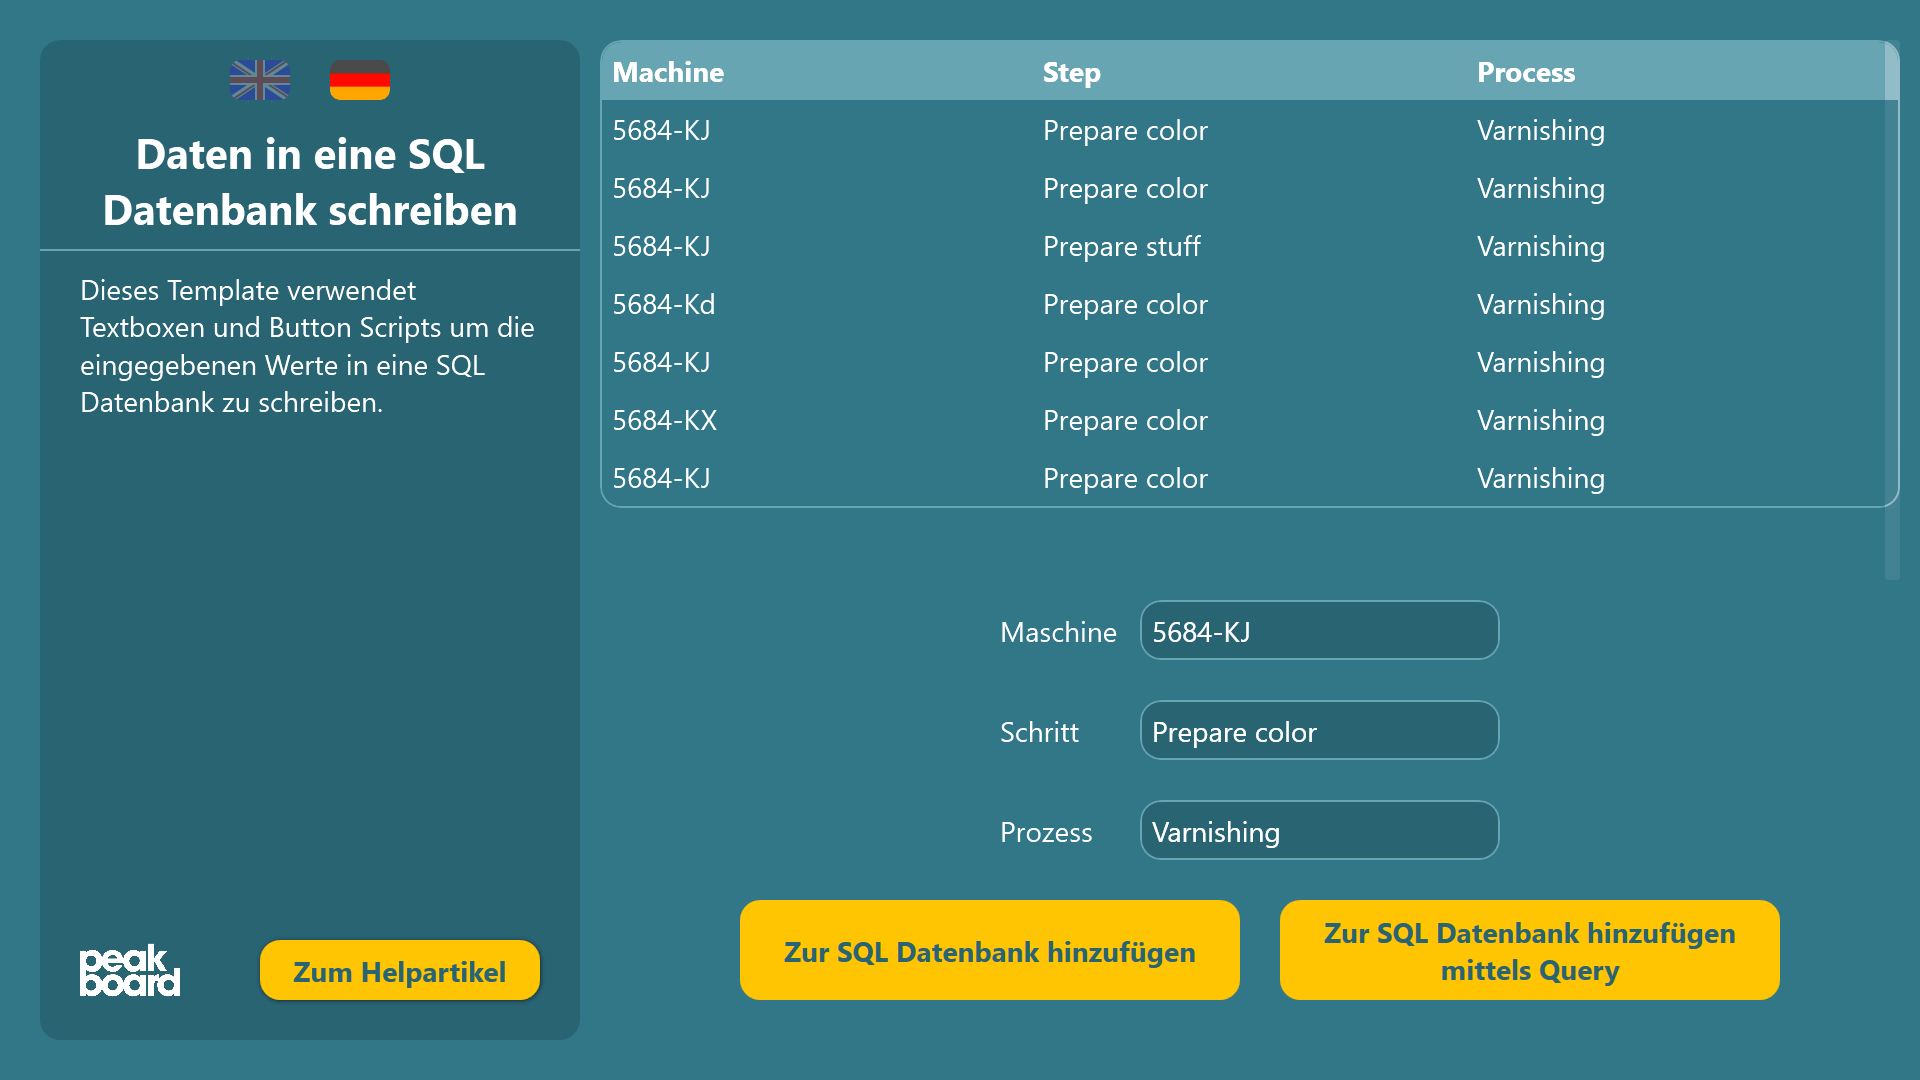 Daten in eine SQL
Datenbank schreiben
Dieses Template verwendet
Textboxen und Button Scripts um die
eingegebenen Werte in eine SQL
Datenbank zu schreiben.
peak
board
Zum Helpartikel
Machine Step Process
5684-KJ Prepare color Varnishing
5684-KJ Prepare color Varnishing
5684-KJ Prepare stuff Varnishing
5684-Kd Prepare color Varnishing
5684-KJ Prepare color Varnishing
5684-KX Prepare color Varnishing
5684-KJ Prepare color Varnishing
Maschine 5684-KJ
Schritt Prepare color
Prozess Varnishing
Zur SQL Datenbank hinzufügen
Zur SQL Datenbank hinzufügen
mittels Query